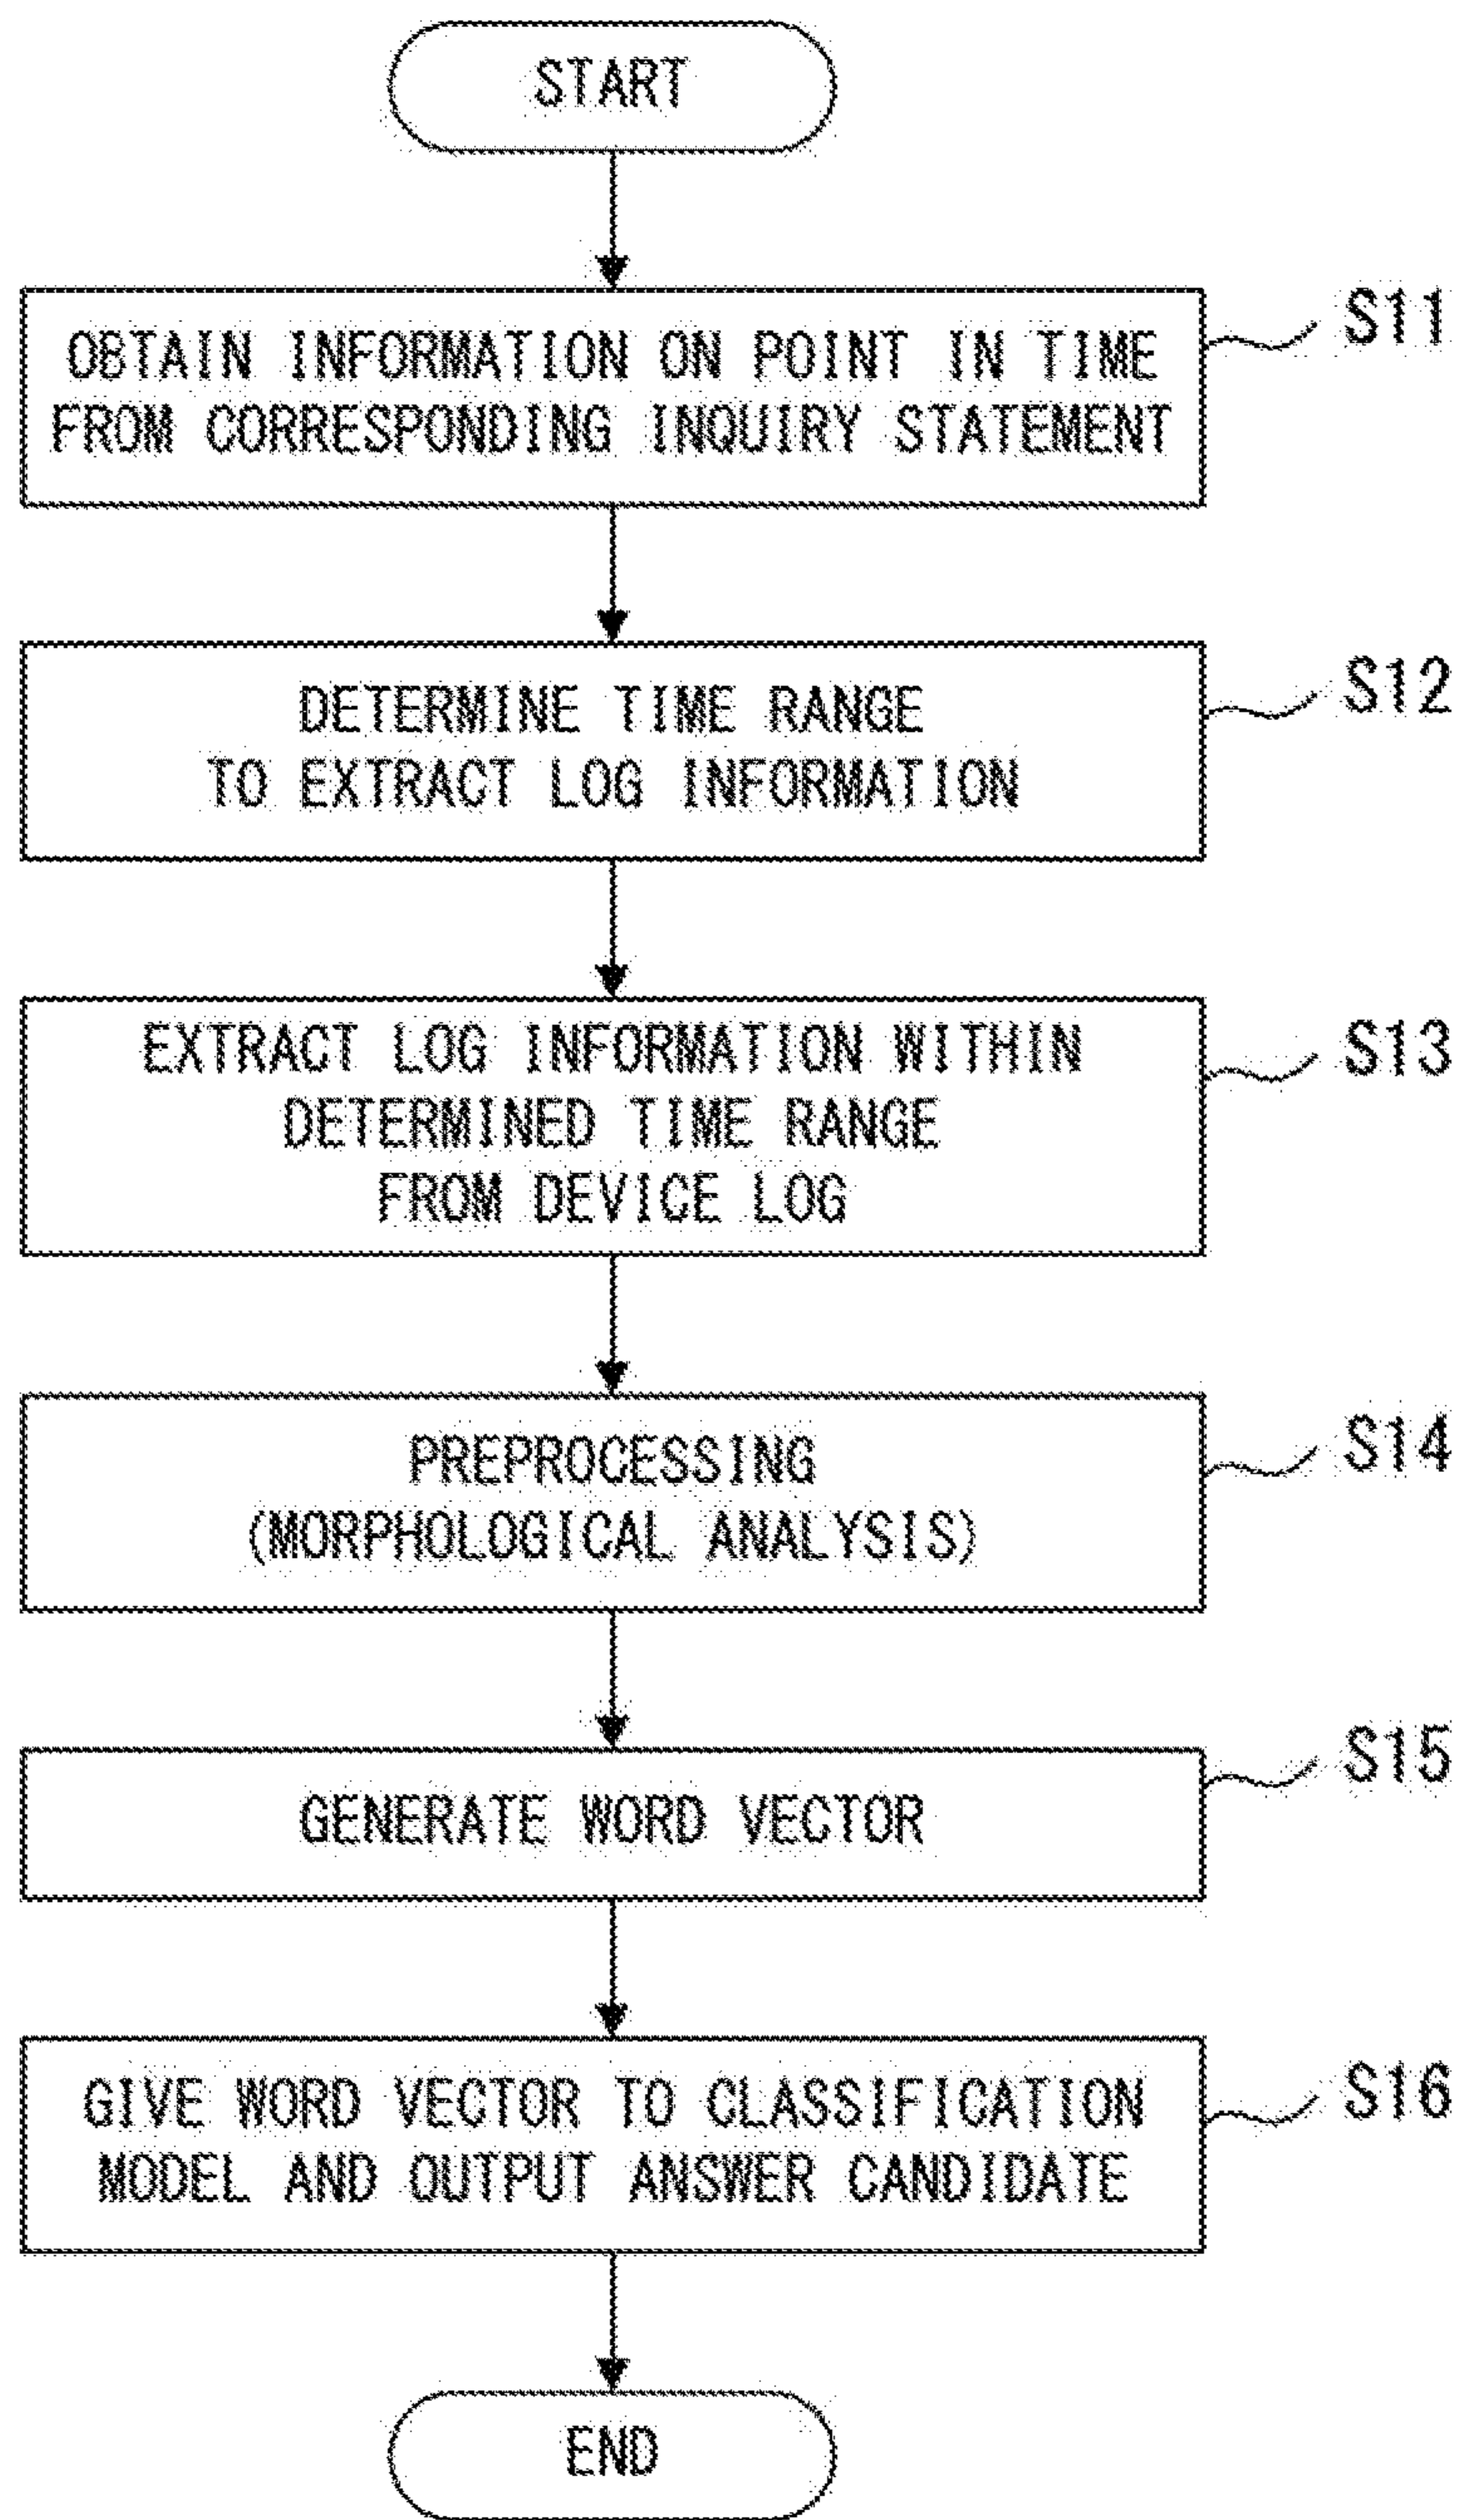 START
OBTAIN INFORMATION ON POINT IN TIME
FROM CORRESPONDING INQUIRY STATEMENT
S11
DETERMINE TIME RANGE
TO EXTRACT LOG INFORMATION
S12
EXTRACT LOG INFORMATION WITHIN
DETERMINED TIME RANGE
FROM DEVICE LOG
S13
PREPROCESSING
(MORPHOLOGICAL ANALYSIS)
S14
GENERATE WORD VECTOR
S15
GIVE WORD VECTOR TO CLASSIFICATION
MODEL AND OUTPUT ANSWER CANDIDATE
S16
END